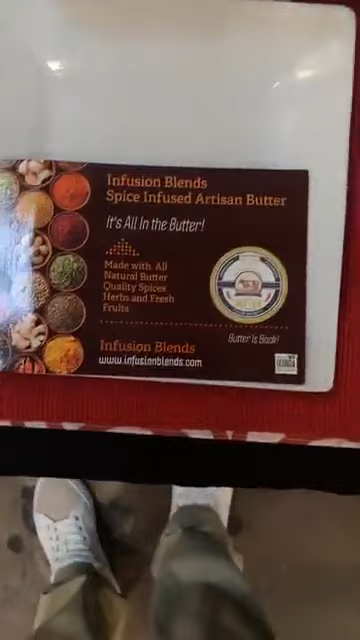 Infusion Blends
Spice Infused Artisan Butter
It's All In the Butter!
Made with All
Natural Butter
Quality Spices
Herbs and Fresh
Fruits
Butter Is Back!
Infusion Blends
www.infusionblends.com